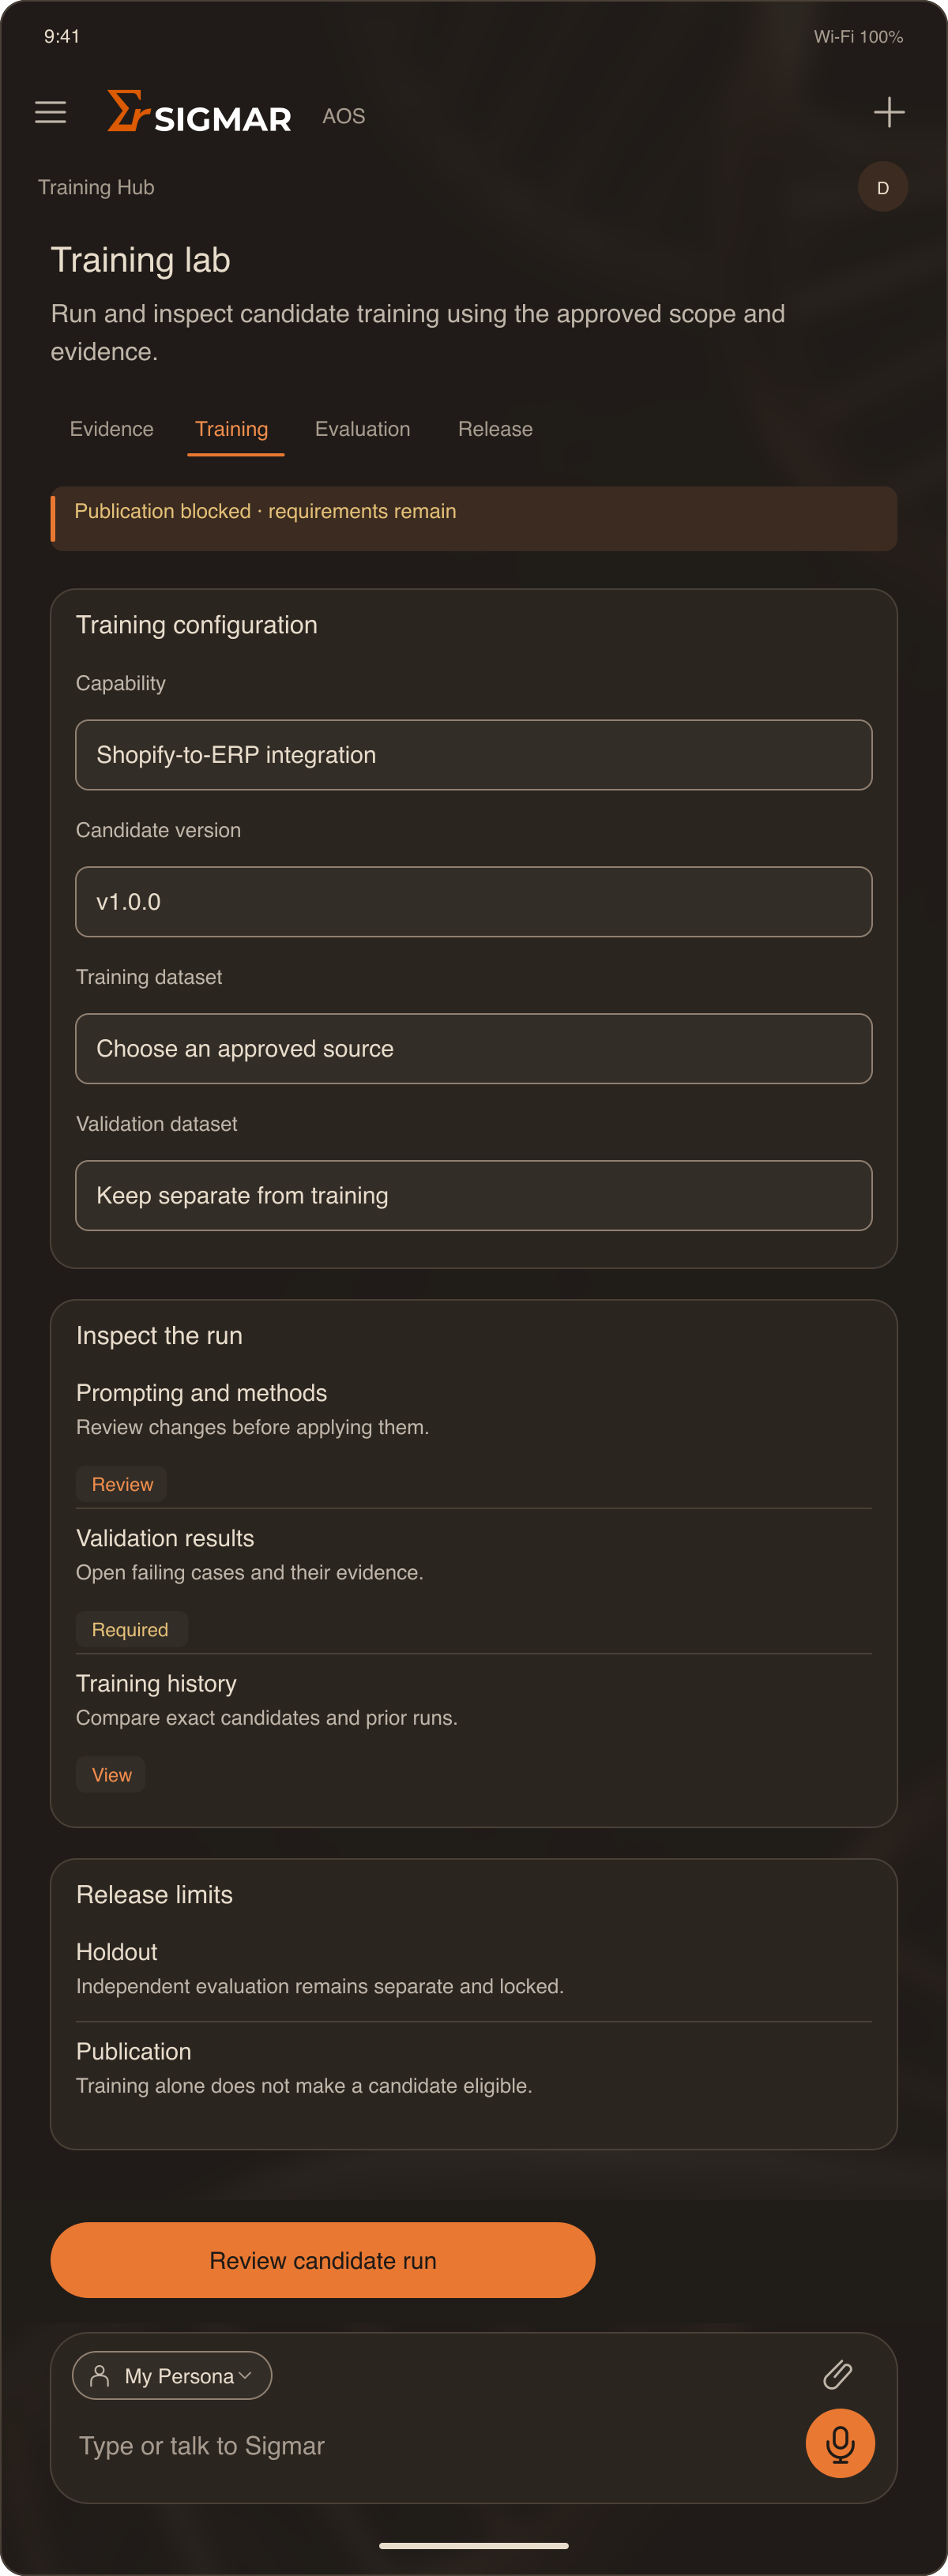 9:41
Wi-Fi 100%
Σr SIGMAR AOS
Training Hub
D
Training lab
Run and inspect candidate training using the approved scope and
evidence.
Evidence Training Evaluation Release
Publication blocked · requirements remain
Training configuration
Capability
Shopify-to-ERP integration
Candidate version
v1.0.0
Training dataset
Choose an approved source
Validation dataset
Keep separate from training
Inspect the run
Prompting and methods
Review changes before applying them.
Review
Validation results
Open failing cases and their evidence.
Required
Training history
Compare exact candidates and prior runs.
View
Release limits
Holdout
Independent evaluation remains separate and locked.
Publication
Training alone does not make a candidate eligible.
Review candidate run
My Persona
Type or talk to Sigmar